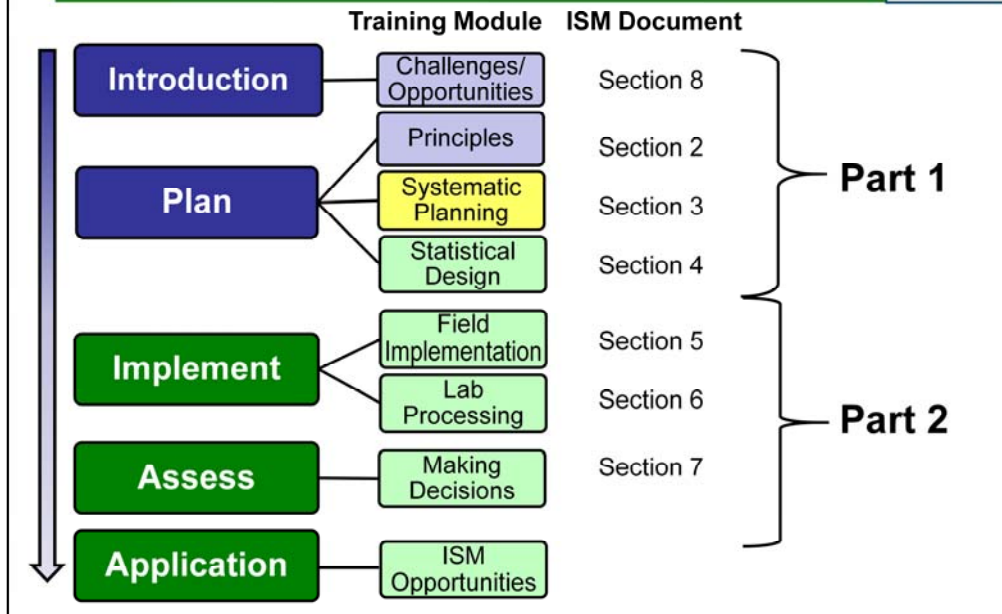 Training Module ISM Document
Introduction
Challenges/
Opportunities
Section 8
Principles
Section 2
Plan
Systematic
Planning
Section 3
Statistical
Design
Section 4
Part 1
Field
Implementation
Section 5
Implement
Lab
Processing
Section 6
Part 2
Assess
Making
Decisions
Section 7
Application
ISM
Opportunities